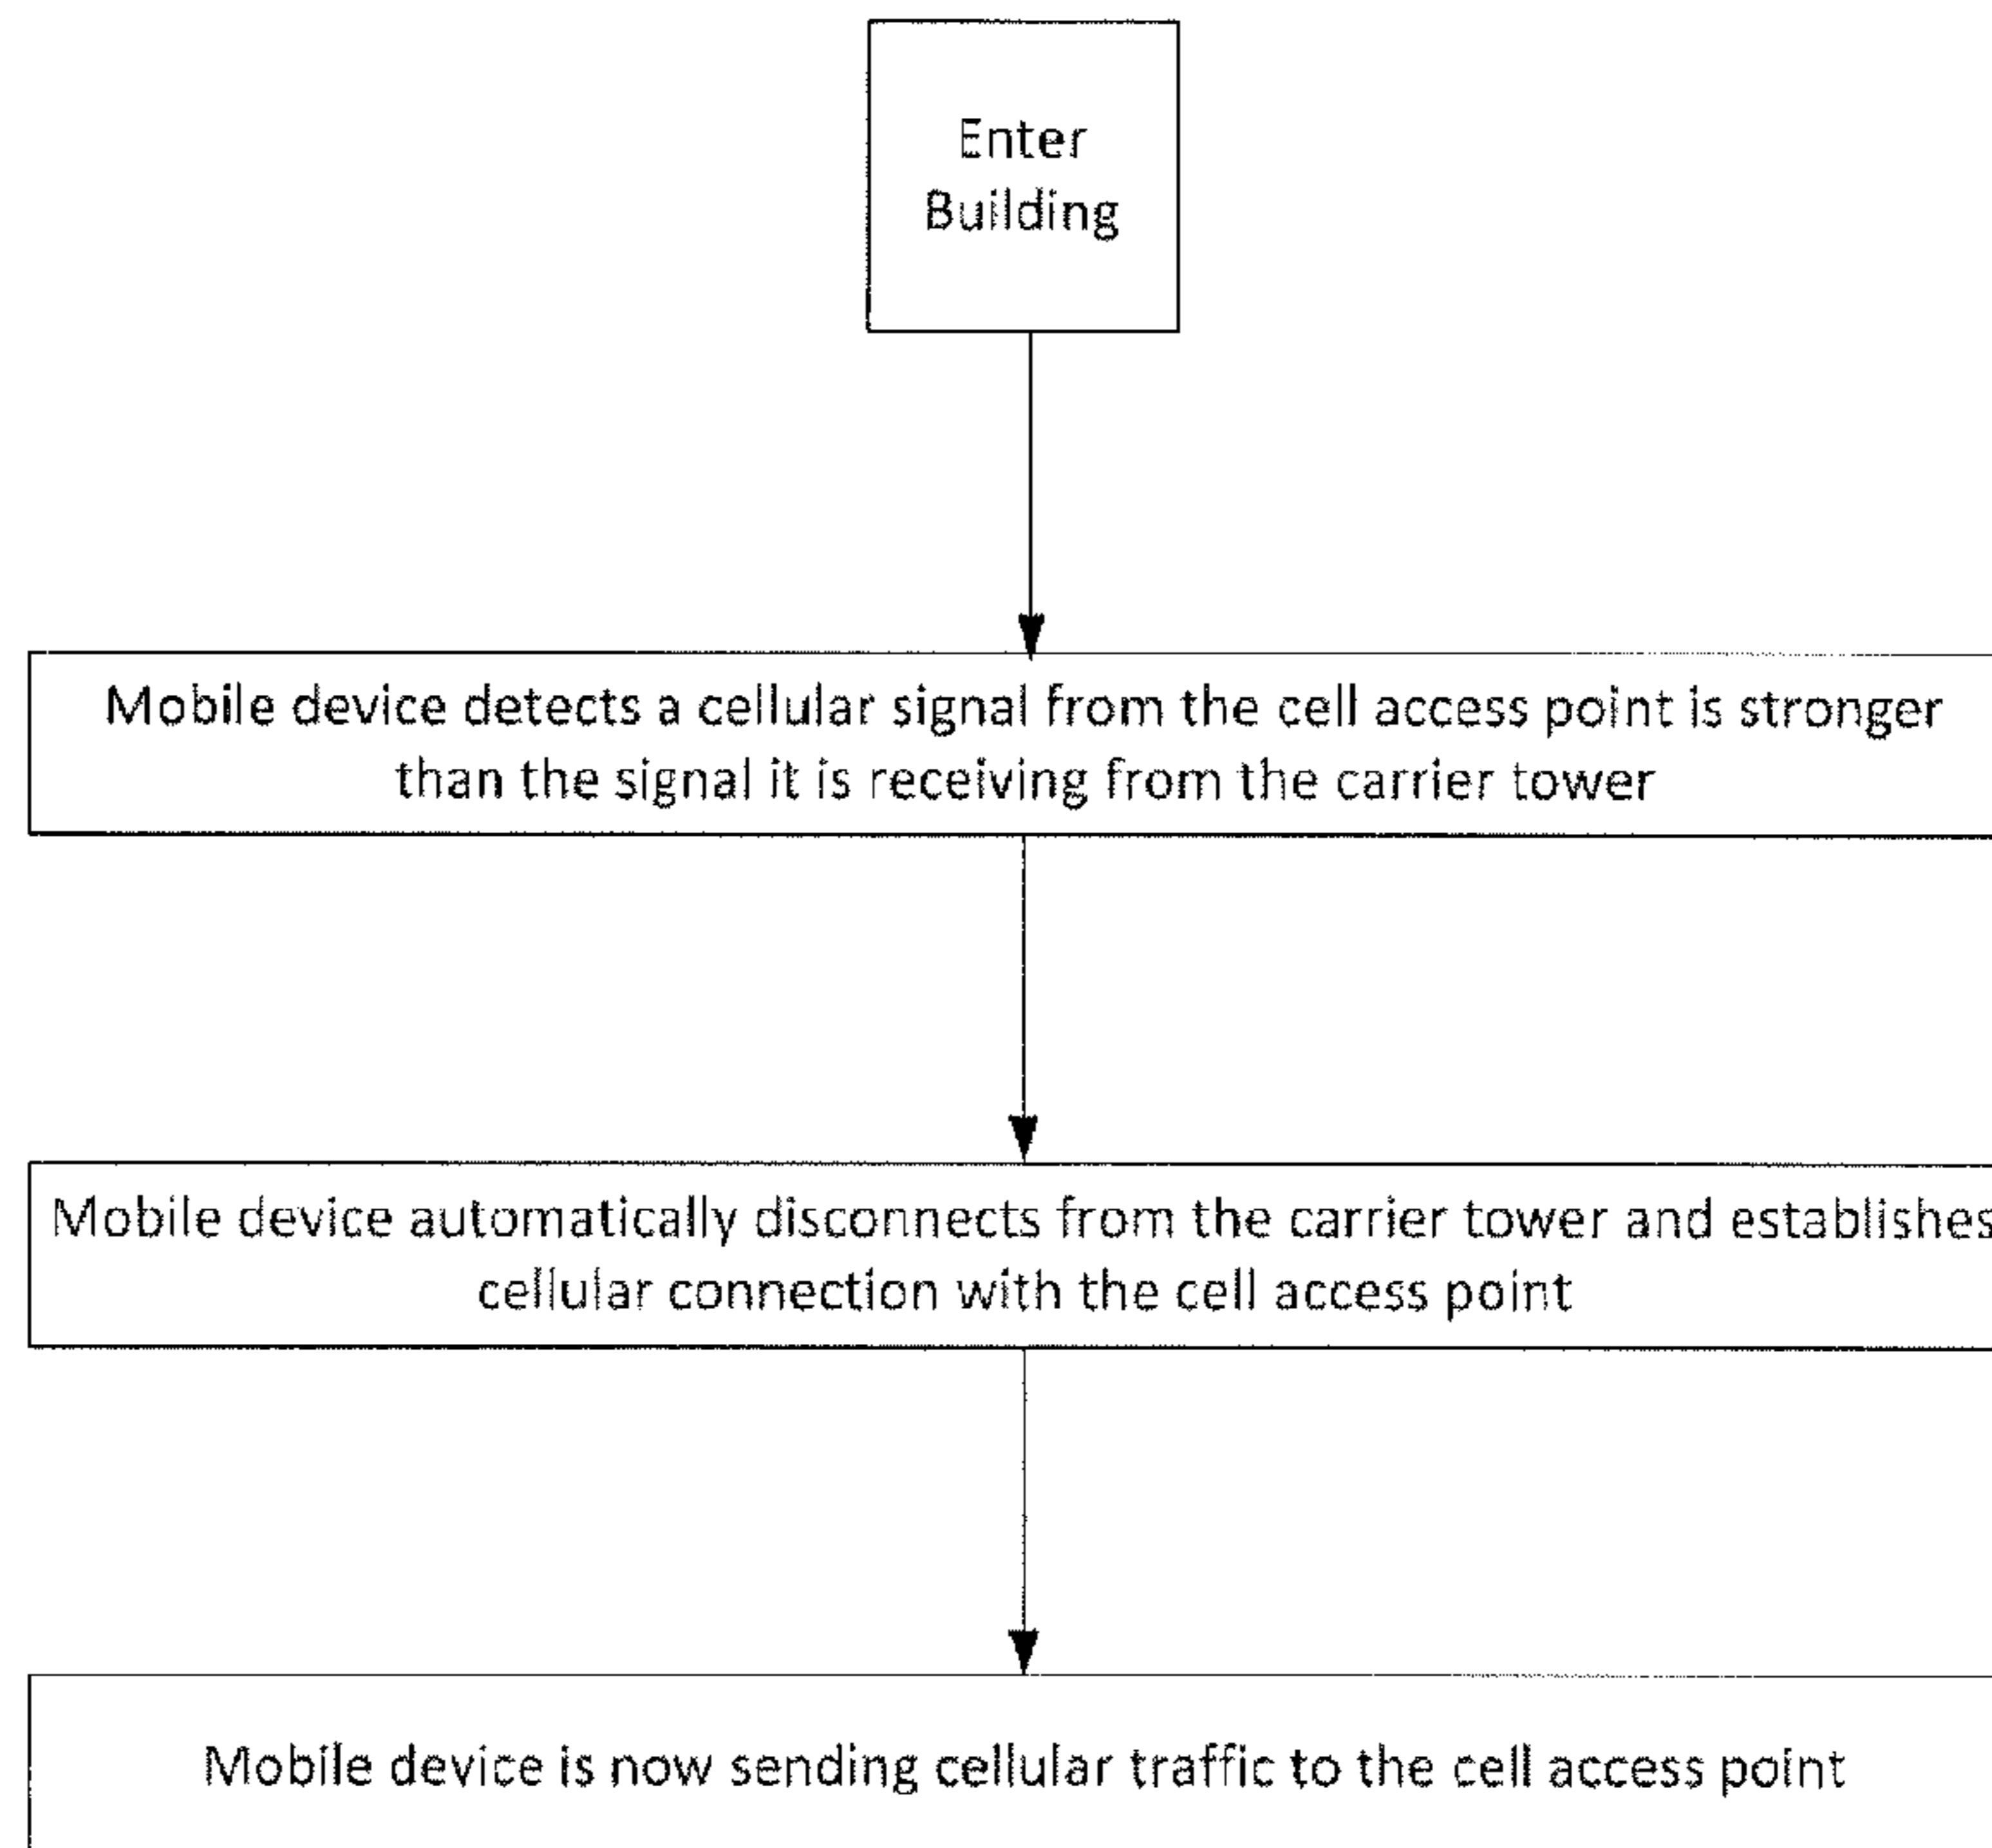 Enter
Building
Mobile device detects a cellular signal from the cell access point is stronger
than the signal it is receiving from the carrier tower
Mobile device automatically disconnects from the carrier tower and establishes
cellular connection with the cell access point
Mobile device is now sending cellular traffic to the cell access point